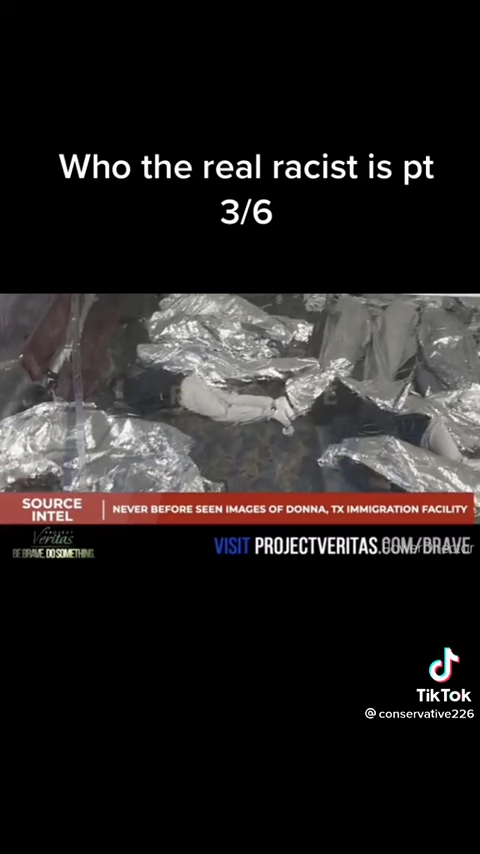 Who the real racist is pt
3/6
SOURCE
INTEL
NEVER BEFORE SEEN IMAGES OF DONNA, TX IMMIGRATION FACILITY
PROJECT
Veritas
BE BRAVE. DO SOMETHING.
VISIT PROJECTVERITAS.COM/BRAVE
TikTok
@conservative226